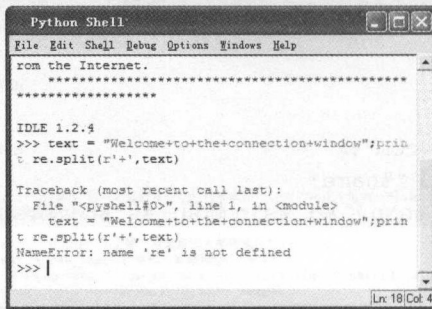 Python Shell
File Edit Shell Debug Options Windows Help
rom the Internet.
****************************************************
******************
IDLE 1.2.4
>>> text = "Welcome+to+the+connection+window";prin
t re.split(r'+',text)
Traceback (most recent call last):
File "<pyshell#0>", line 1, in <module>
text = "Welcome+to+the+connection+window";prin
t re.split(r'+',text)
NameError: name 're' is not defined
>>>
Ln: 18 Col: 4